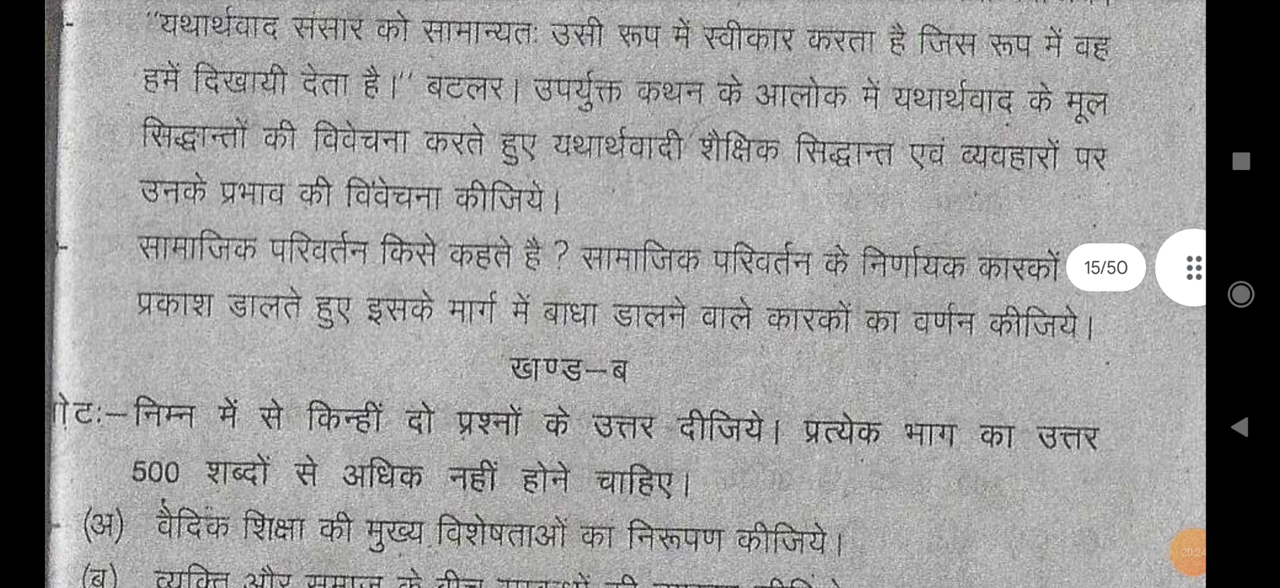 "यथार्थवाद संसार को सामान्यतः उसी रूप में स्वीकार करता है जिस रूप में वह
हमें दिखायी देता है।" बटलर। उपर्युक्त कथन के आलोक में यथार्थवाद के मूल
सिद्धान्तों की विवेचना करते हुए यथार्थवादी शैक्षिक सिद्धान्त एवं व्यवहारों पर
उनके प्रभाव की विवेचना कीजिये।
सामाजिक परिवर्तन किसे कहते है ? सामाजिक परिवर्तन के निर्णायक कारकों
15/50
प्रकाश डालते हुए इसके मार्ग में बाधा डालने वाले कारकों का वर्णन कीजिये।
खण्ड–ब
नोट:– निम्न में से किन्हीं दो प्रश्नों के उत्तर दीजिये। प्रत्येक भाग का उत्तर
500 शब्दों से अधिक नहीं होने चाहिए।
(अ) वैदिक शिक्षा की मुख्य विशेषताओं का निरूपण कीजिये।
20:24
(ब) व्यक्ति और समाज के बीच